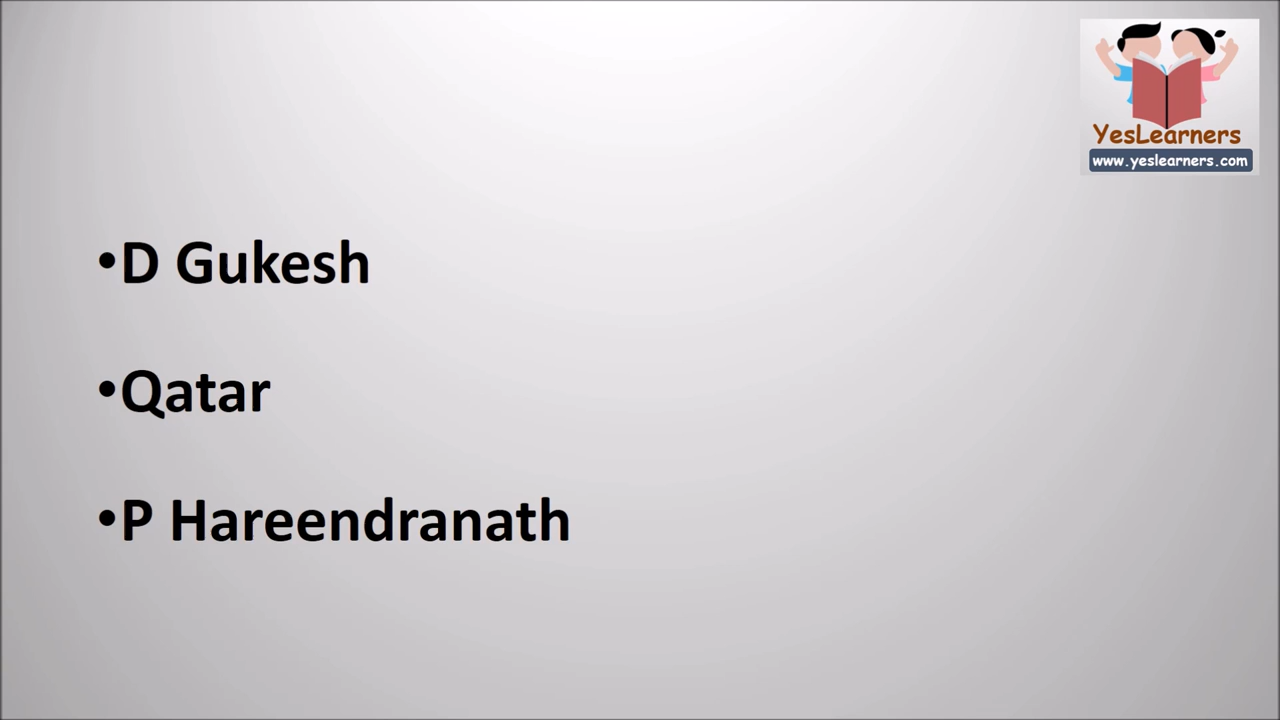 YesLearners
www.yeslearners.com
•D Gukesh
•Qatar
•P Hareendranath